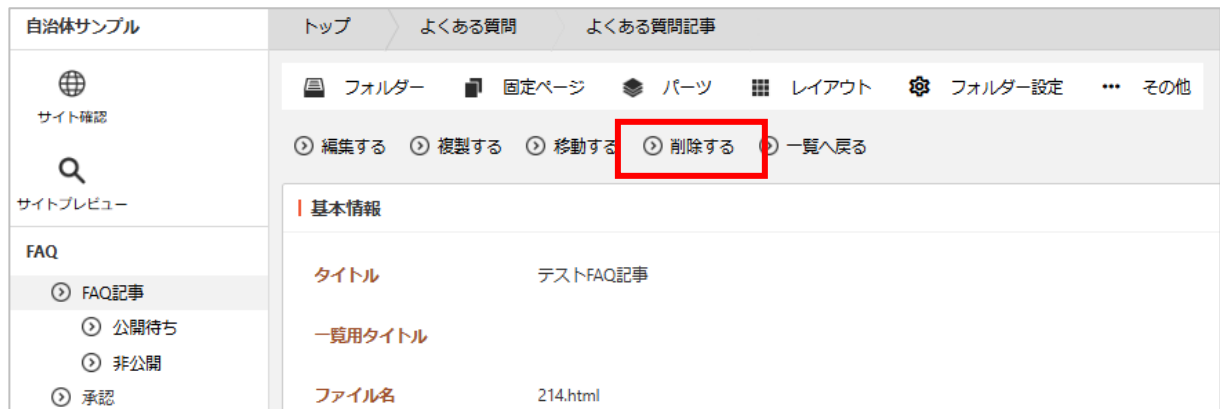 自治体サンプル
トップ　よくある質問　よくある質問記事
サイト確認
サイトプレビュー
フォルダー　固定ページ　パーツ　レイアウト　フォルダー設定　その他
編集する　複製する　移動する　削除する　一覧へ戻る
FAQ
FAQ記事
公開待ち
非公開
承認
基本情報
タイトル　テストFAQ記事
一覧用タイトル
ファイル名　214.html